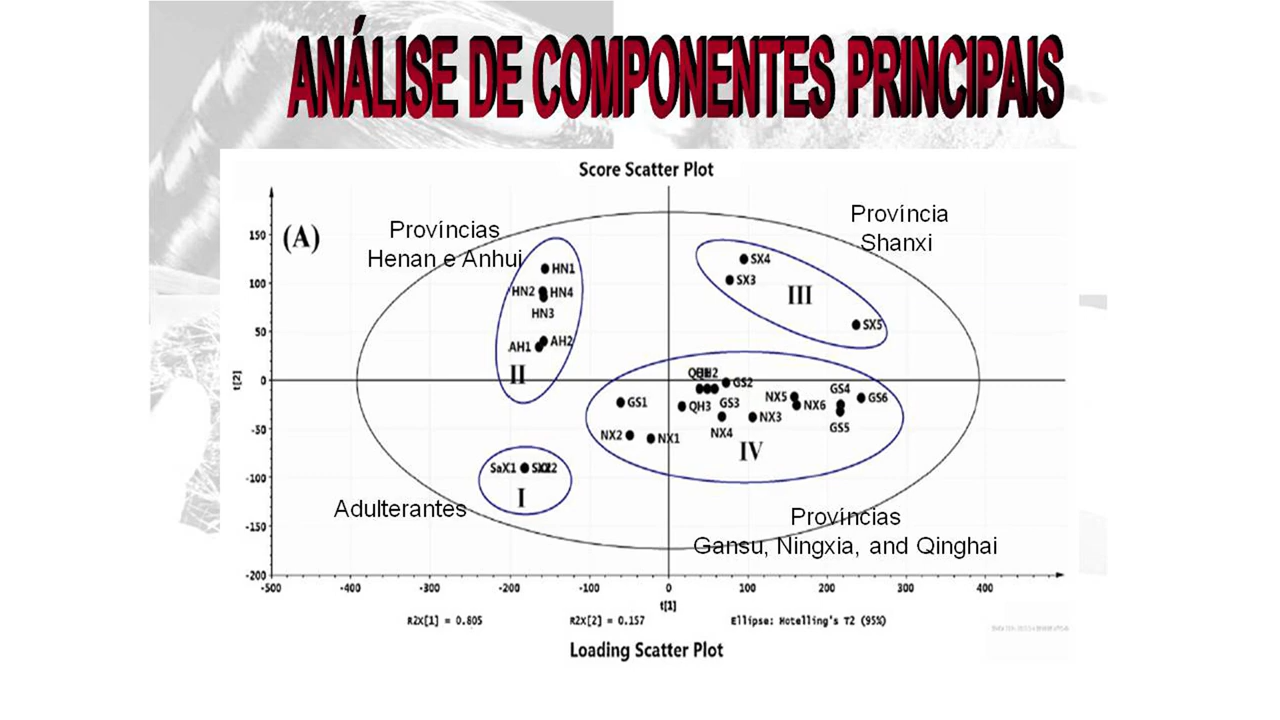 ANÁLISE DE COMPONENTES PRINCIPAIS
Score Scatter Plot
(A)
Províncias
Henan e Anhui
Província
Shanxi
150
100
50
0
-50
-100
-150
-200
t[2]
HN1
HN2 HN4
HN3
AH1 AH2
II
SX4
SX3
III
SX5
GS1
QH3
GS2
GS3
NX5
NX6
GS4
GS6
GS5
NX2
NX1
NX4
NX3
IV
SaX1
I
Adulterantes
Províncias
Gansu, Ningxia, and Qinghai
-500 -400 -300 -200 -100 0 100 200 300 400
t[1]
R2X[1] = 0.805 R2X[2] = 0.157 Ellipse: Hotelling's T2 (95%)
Loading Scatter Plot